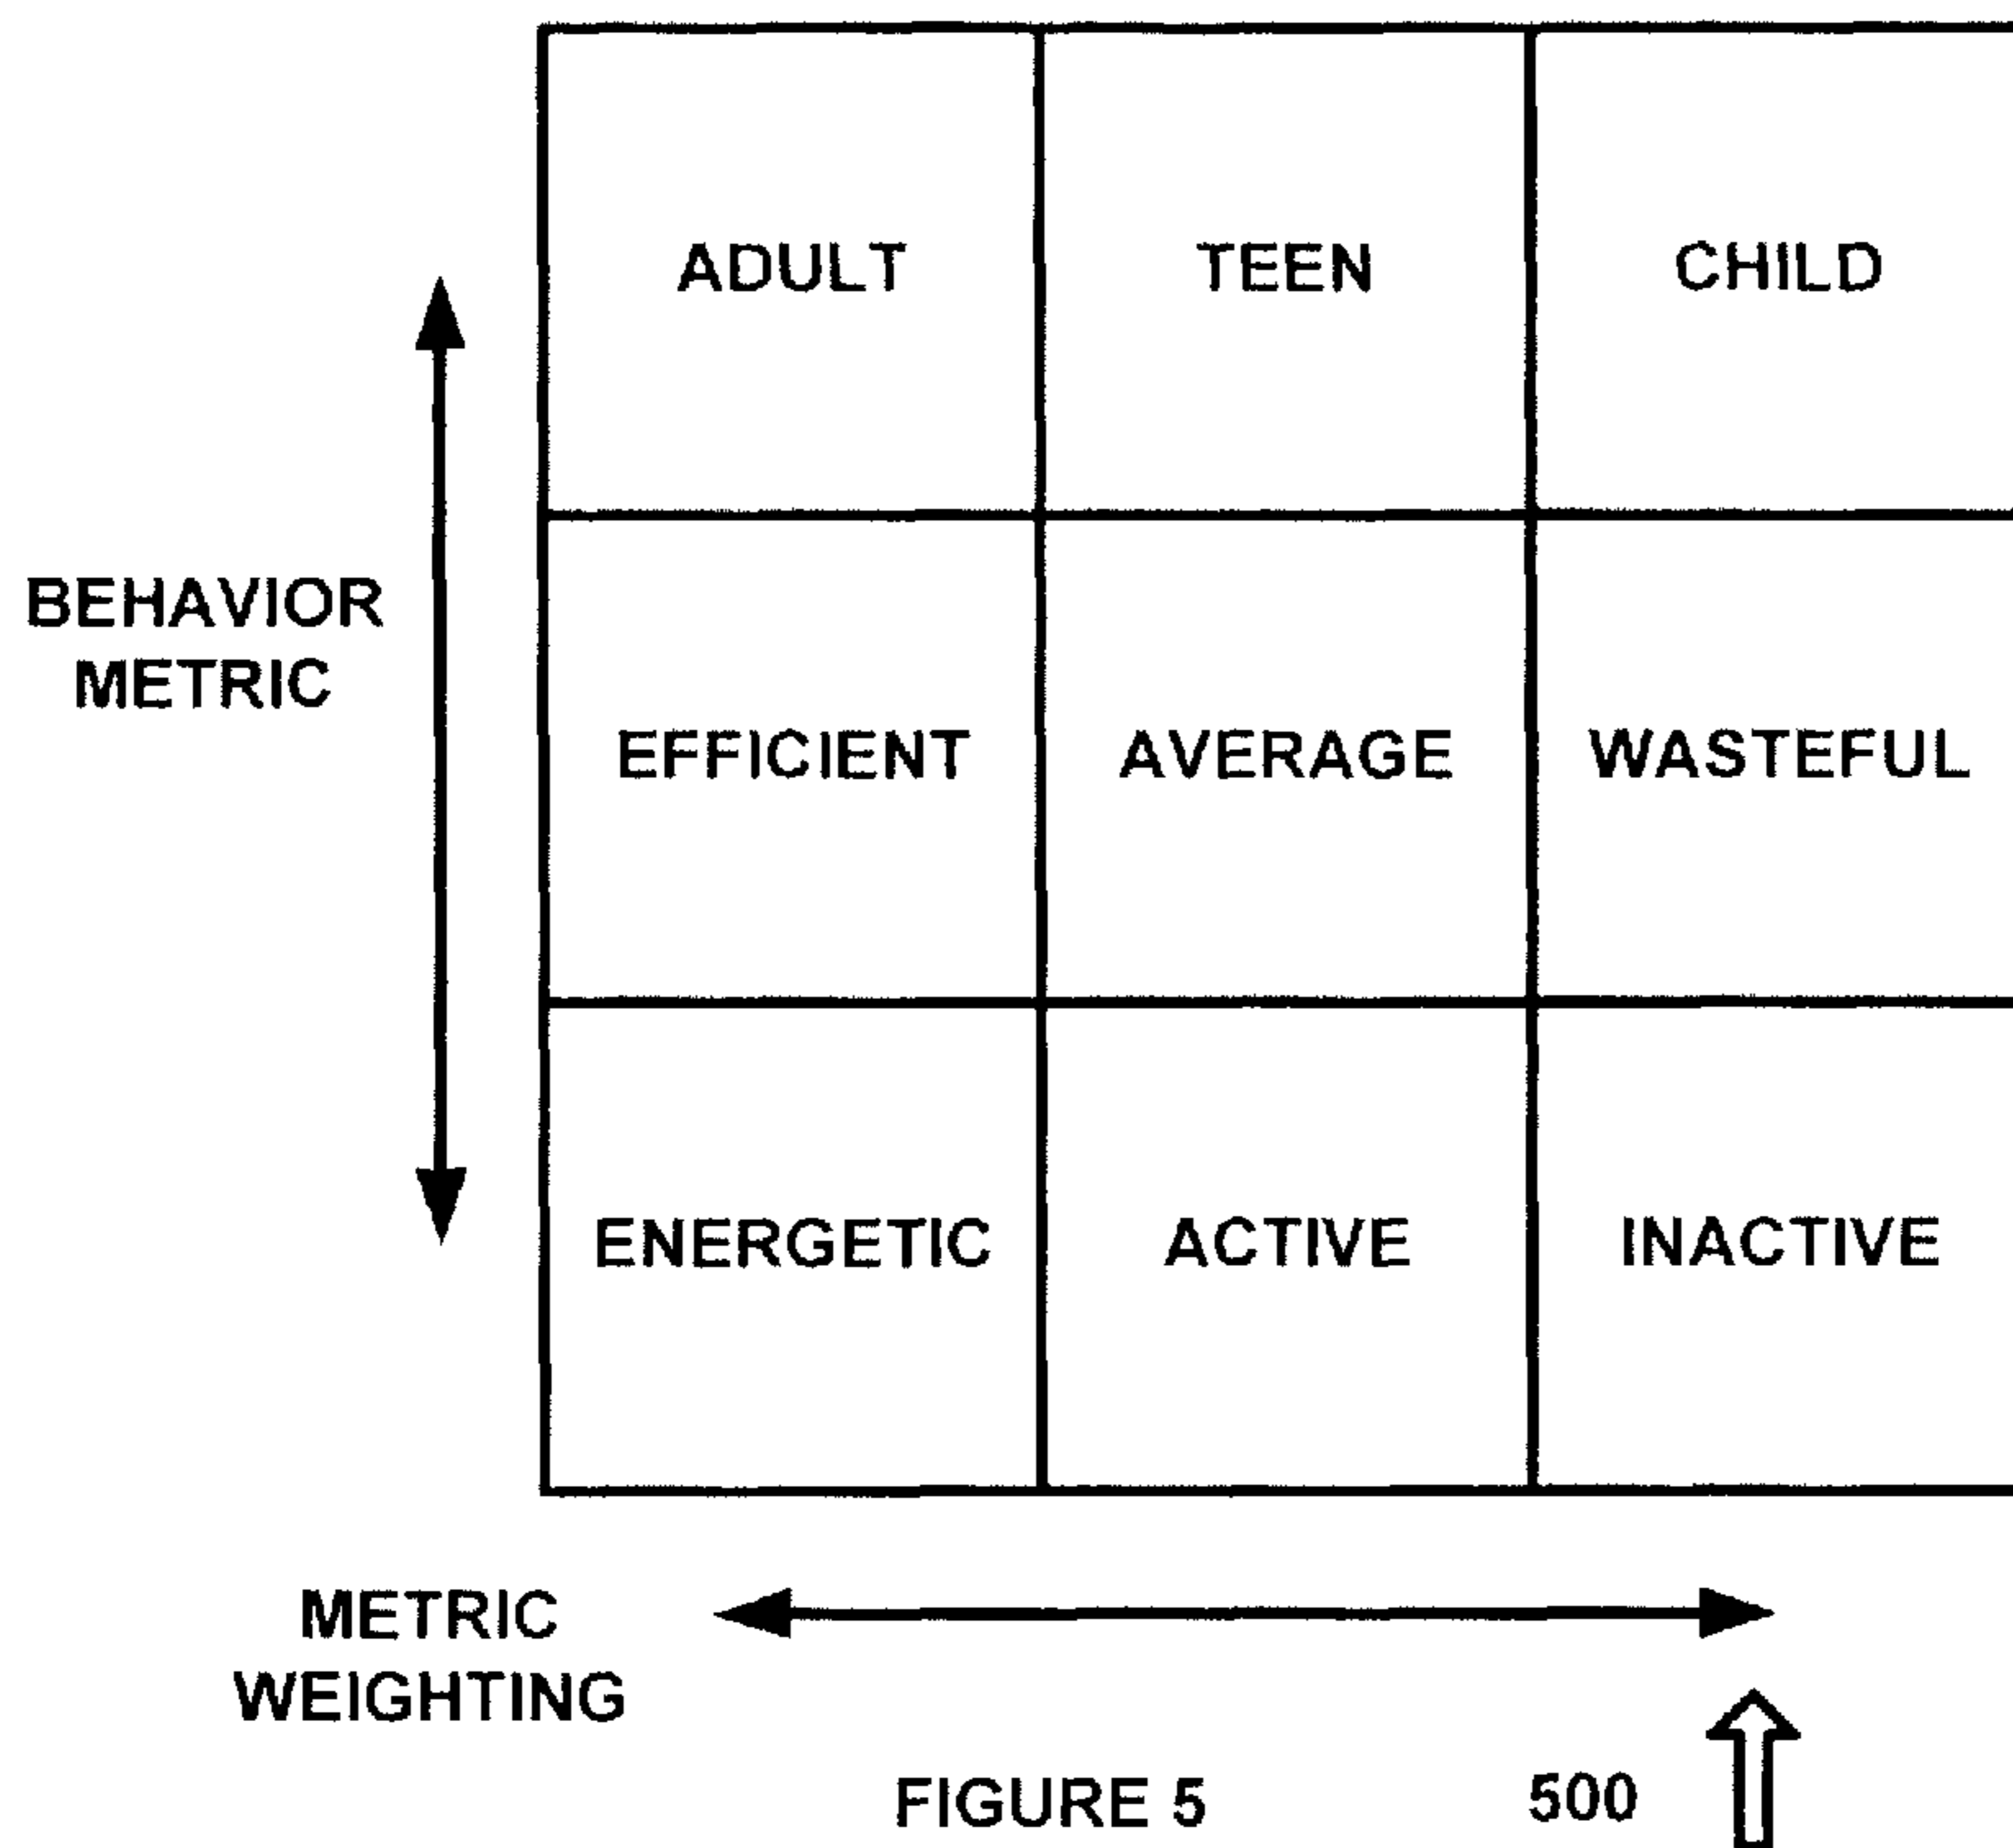 ADULT TEEN CHILD
BEHAVIOR
METRIC
EFFICIENT AVERAGE WASTEFUL
ENERGETIC ACTIVE INACTIVE
METRIC
WEIGHTING
FIGURE 5 500